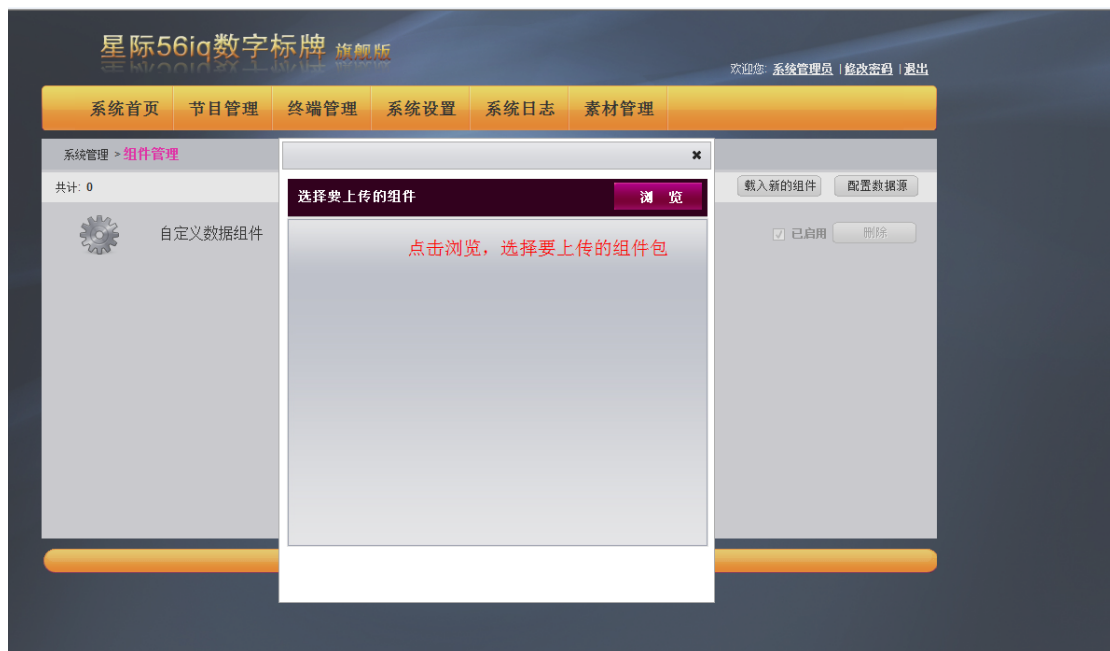 星际56iq数字标牌 旗舰版
欢迎您: 系统管理员 | 修改密码 | 退出
系统首页 节目管理 终端管理 系统设置 系统日志 素材管理
系统管理 > 组件管理
共计: 0
载入新的组件 配置数据源
选择要上传的组件 浏 览
自定义数据组件
已启用 删除
点击浏览，选择要上传的组件包